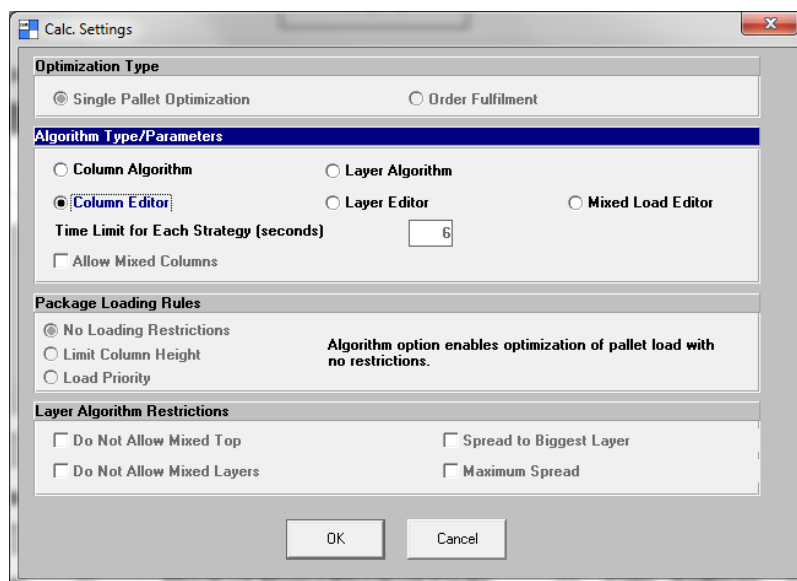 Calc. Settings
Optimization Type
Single Pallet Optimization Order Fulfilment
Algorithm Type/Parameters
Column Algorithm Layer Algorithm
Column Editor Layer Editor Mixed Load Editor
Time Limit for Each Strategy (seconds) 6
Allow Mixed Columns
Package Loading Rules
No Loading Restrictions
Limit Column Height
Load Priority
Algorithm option enables optimization of pallet load with
no restrictions.
Layer Algorithm Restrictions
Do Not Allow Mixed Top Spread to Biggest Layer
Do Not Allow Mixed Layers Maximum Spread
OK Cancel